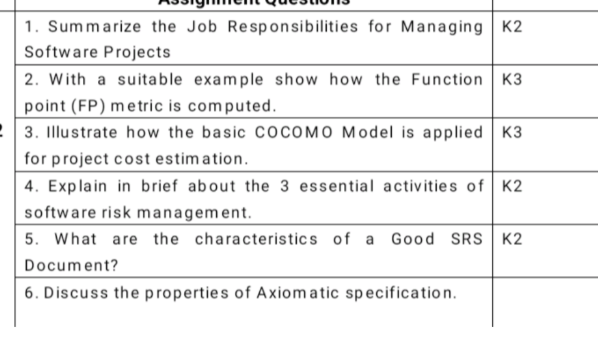 Assignment Questions
1. Summarize the Job Responsibilities for Managing K2
Software Projects
2. With a suitable example show how the Function K3
point (FP) metric is computed.
3. Illustrate how the basic COCOMO Model is applied K3
for project cost estimation.
4. Explain in brief about the 3 essential activities of K2
software risk management.
5. What are the characteristics of a Good SRS K2
Document?
6. Discuss the properties of Axiomatic specification.